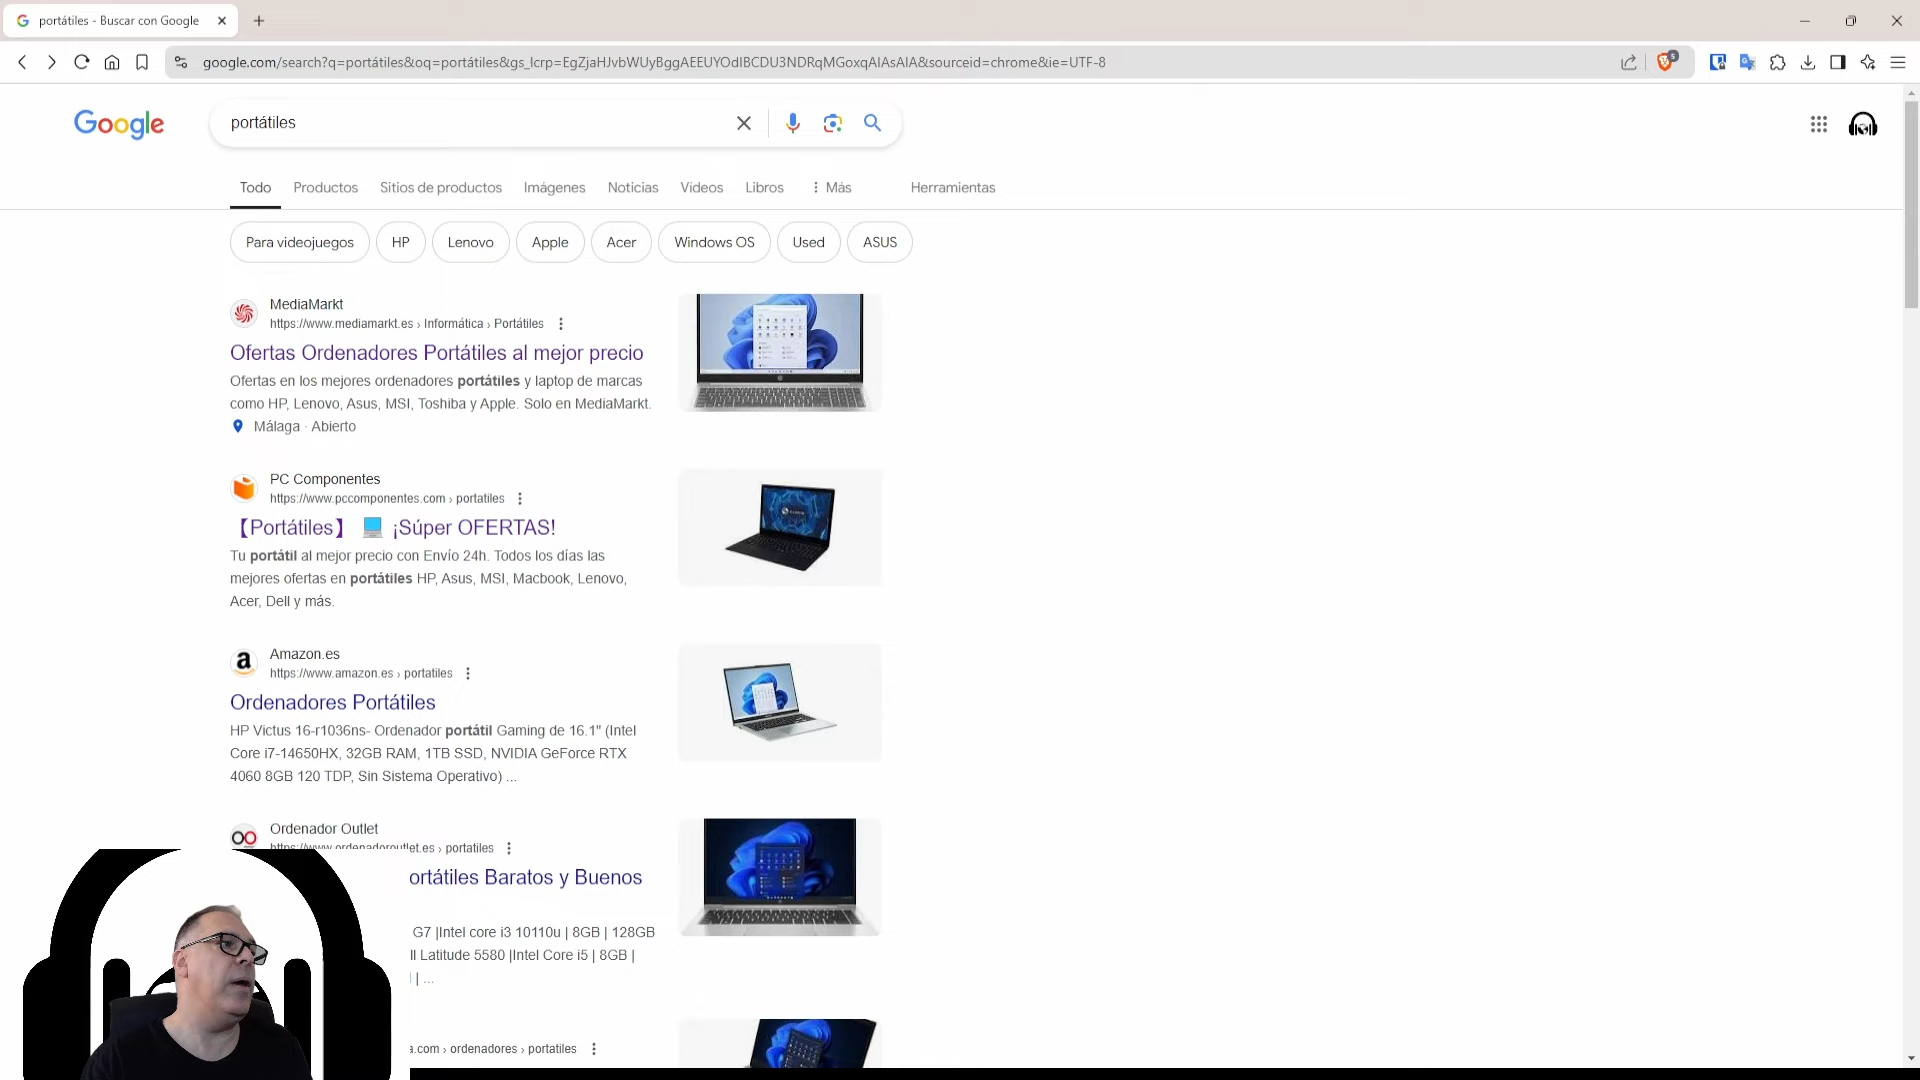 portátiles - Buscar con Google
google.com/search?q=portátiles&oq=portátiles&gs_lcrp=EgZjaHJvbWUyBggAEEUYOdIBCDU3NDRqMGoxqAIAsAIA&sourceid=chrome&ie=UTF-8
5
Google
portátiles
Todo Productos Sitios de productos Imágenes Noticias Vídeos Libros Más Herramientas
Para videojuegos HP Lenovo Apple Acer Windows OS Used ASUS
MediaMarkt
https://www.mediamarkt.es › Informática › Portátiles
Ofertas Ordenadores Portátiles al mejor precio
Ofertas en los mejores ordenadores portátiles y laptop de marcas
como HP, Lenovo, Asus, MSI, Toshiba y Apple. Solo en MediaMarkt.
Málaga · Abierto
PC Componentes
https://www.pccomponentes.com › portatiles
【Portátiles】 💻 ¡Súper OFERTAS!
Tu portátil al mejor precio con Envío 24h. Todos los días las
mejores ofertas en portátiles HP, Asus, MSI, Macbook, Lenovo,
Acer, Dell y más.
Amazon.es
https://www.amazon.es › portatiles
Ordenadores Portátiles
HP Victus 16-r1036ns- Ordenador portátil Gaming de 16.1" (Intel
Core i7-14650HX, 32GB RAM, 1TB SSD, NVIDIA GeForce RTX
4060 8GB 120 TDP, Sin Sistema Operativo) ...
Ordenador Outlet
https://www.ordenadoroutlet.es › portatiles
ortátiles Baratos y Buenos
G7 |Intel core i3 10110u | 8GB | 128GB
ll Latitude 5580 |Intel Core i5 | 8GB |
| ...
.com › ordenadores › portatiles